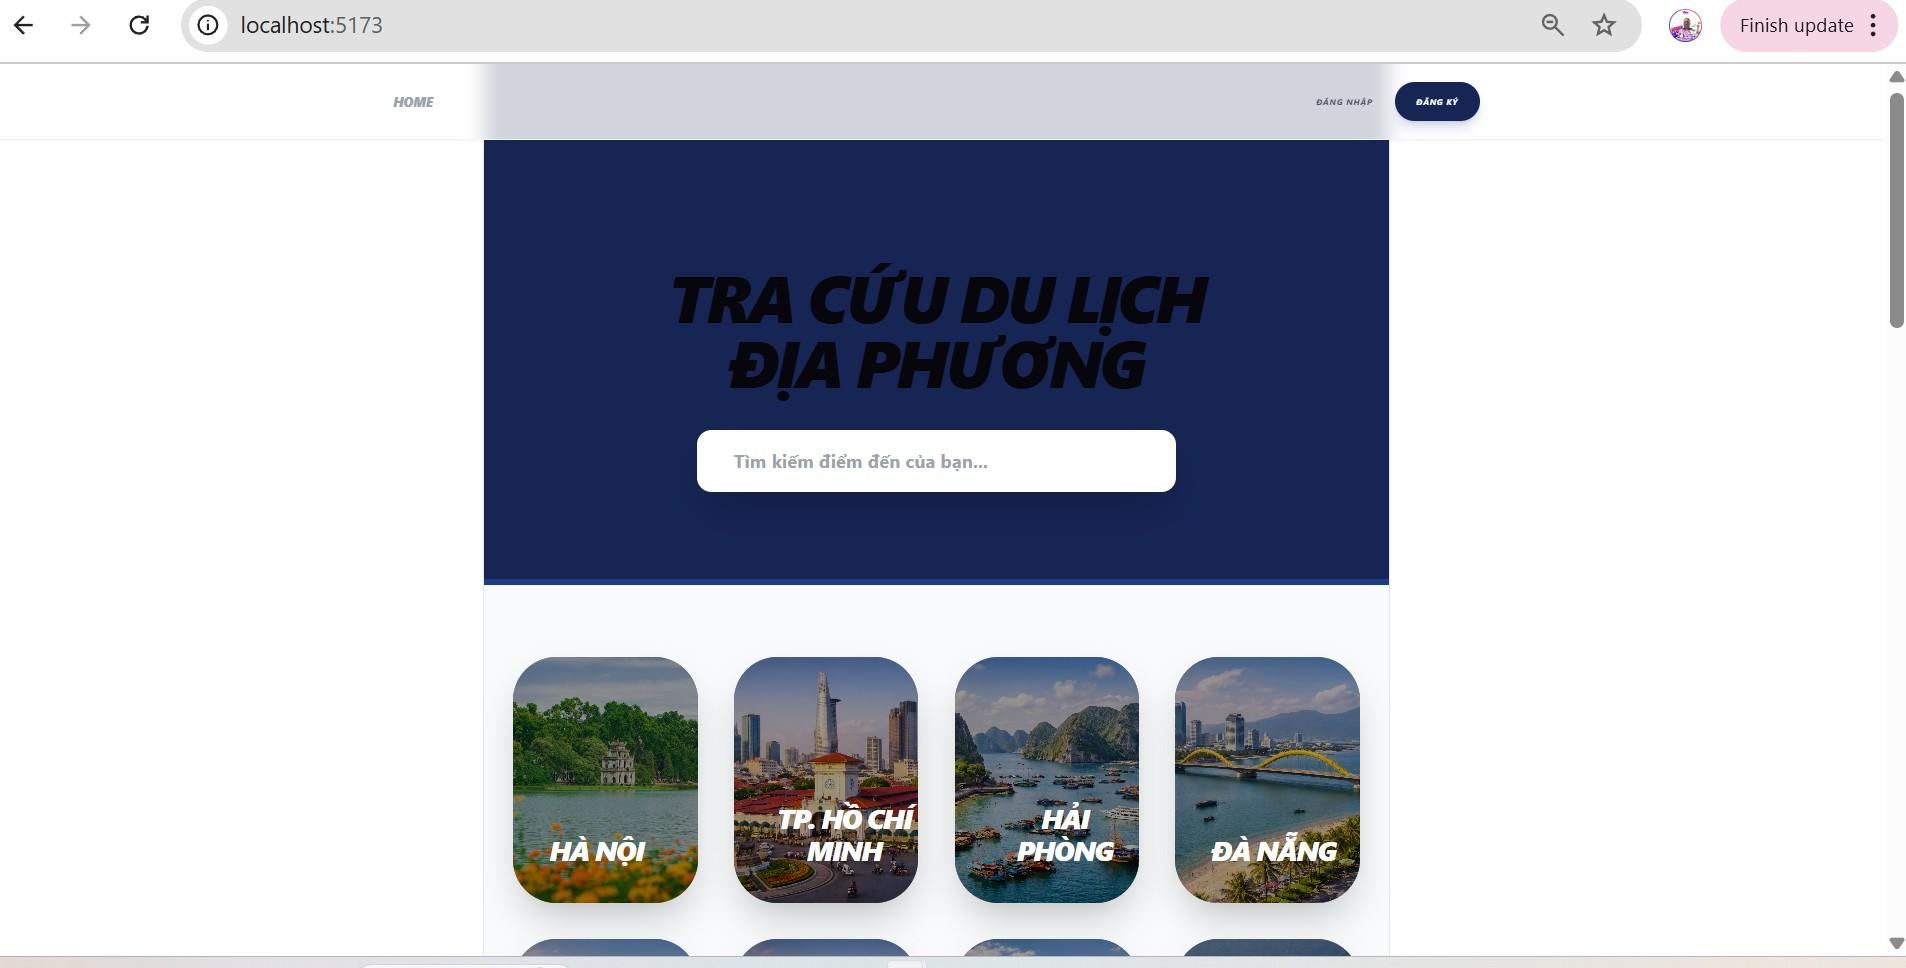 localhost:5173
Finish update
HOME
ĐĂNG NHẬP
ĐĂNG KÝ
TRA CỨU DU LỊCH
ĐỊA PHƯƠNG
Tìm kiếm điểm đến của bạn...
HÀ NỘI
TP. HỒ CHÍ
MINH
HẢI
PHÒNG
ĐÀ NẴNG